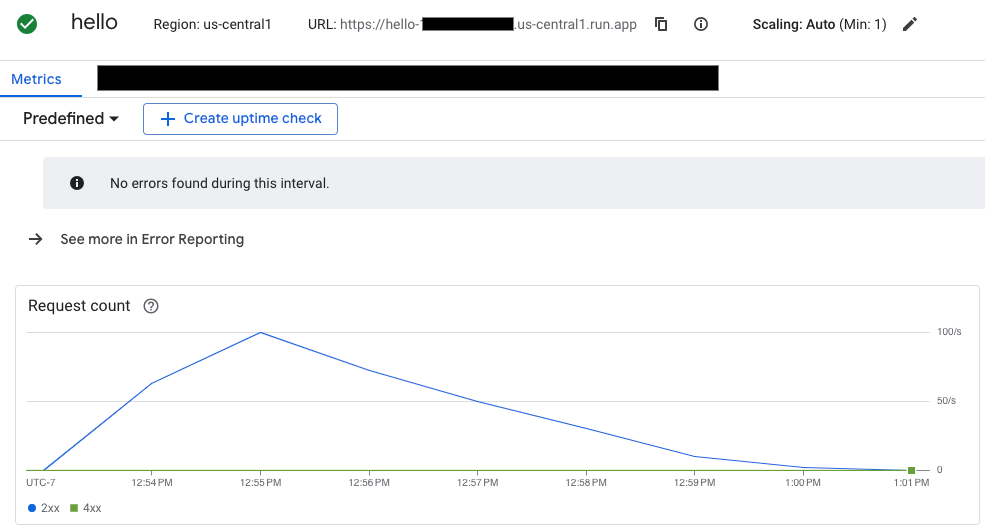 hello Region: us-central1 URL: https://hello- .us-central1.run.app Scaling: Auto (Min: 1)
Metrics
Predefined Create uptime check
No errors found during this interval.
See more in Error Reporting
Request count
100/s
50/s
0
UTC-7 12:54 PM 12:55 PM 12:56 PM 12:57 PM 12:58 PM 12:59 PM 1:00 PM 1:01 PM
2xx 4xx